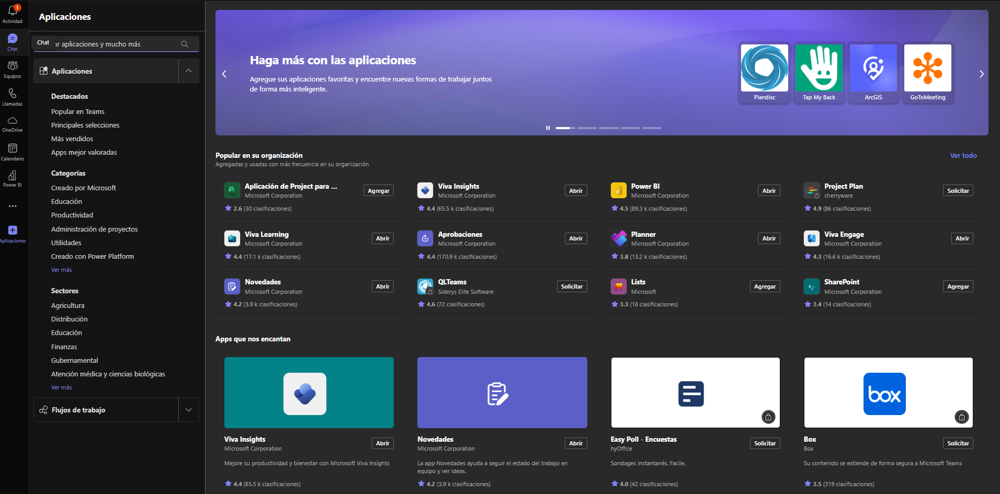 1
Actividad
Chat
Equipos
Llamadas
OneDrive
Calendario
Power BI
Aplicaciones
Aplicaciones
Chat
ar aplicaciones y mucho más
Aplicaciones
Destacados
Popular en Teams
Principales selecciones
Más vendidos
Apps mejor valoradas
Categorías
Creado por Microsoft
Educación
Productividad
Administración de proyectos
Utilidades
Creado con Power Platform
Ver más
Sectores
Agricultura
Distribución
Educación
Finanzas
Gubernamental
Atención médica y ciencias biológicas
Ver más
Flujos de trabajo
Haga más con las aplicaciones
Agregue sus aplicaciones favoritas y encuentre nuevas formas de trabajar juntos
de forma más inteligente.
Plandisc
Tap My Back
ArcGIS
GoToMeeting
Popular en su organización
Ver todo
Agregadas y usadas con más frecuencia en su organización
Aplicación de Project para ...
Microsoft Corporation
Agregar
2.6 (30 clasificaciones)
Viva Insights
Microsoft Corporation
Abrir
4.4 (65.5 k clasificaciones)
Power BI
Microsoft Corporation
Abrir
4.5 (89.3 k clasificaciones)
Project Plan
cherryware
Solicitar
4.9 (86 clasificaciones)
Viva Learning
Microsoft Corporation
Abrir
4.4 (17.1 k clasificaciones)
Aprobaciones
Microsoft Corporation
Abrir
4.4 (170.9 k clasificaciones)
Planner
Microsoft Corporation
Abrir
3.8 (13.2 k clasificaciones)
Viva Engage
Microsoft Corporation
Abrir
4.3 (16.6 k clasificaciones)
Novedades
Microsoft Corporation
Abrir
4.2 (3.9 k clasificaciones)
QLTeams
Siderys Elite Software
Solicitar
4.6 (72 clasificaciones)
Lists
Microsoft
Agregar
3.3 (18 clasificaciones)
SharePoint
Microsoft Corporation
Agregar
3.4 (14 clasificaciones)
Apps que nos encantan
Viva Insights
Microsoft Corporation
Abrir
Mejore su productividad y bienestar con Microsoft Viva Insights
4.4 (65.5 k clasificaciones)
Novedades
Microsoft Corporation
Abrir
La app Novedades ayuda a seguir el estado del trabajo en
equipo y ver ideas.
4.2 (3.9 k clasificaciones)
Easy Poll - Encuestas
hyOffice
Solicitar
Sondages instantanés. Facile.
4.0 (42 clasificaciones)
box
Box
Box
Solicitar
Su contenido se extiende de forma segura a Microsoft Teams
3.5 (319 clasificaciones)